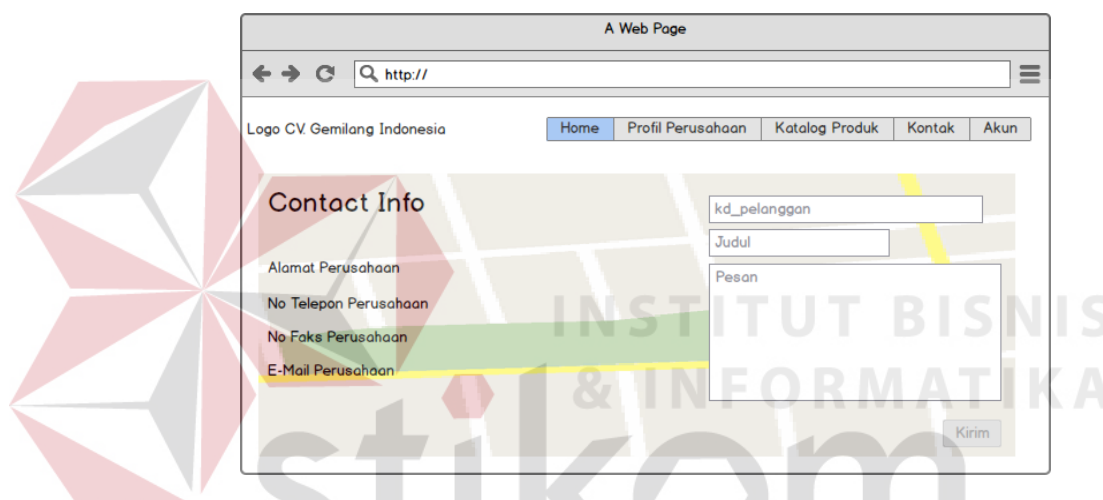 A Web Page
http://
Logo CV. Gemilang Indonesia
Home Profil Perusahaan Katalog Produk Kontak Akun
Contact Info
kd_pelanggan
Judul
Pesan
Alamat Perusahaan
No Telepon Perusahaan
No Faks Perusahaan
E-Mail Perusahaan
Kirim
INSTITUT BISNIS
& INFORMATIKA
stikom